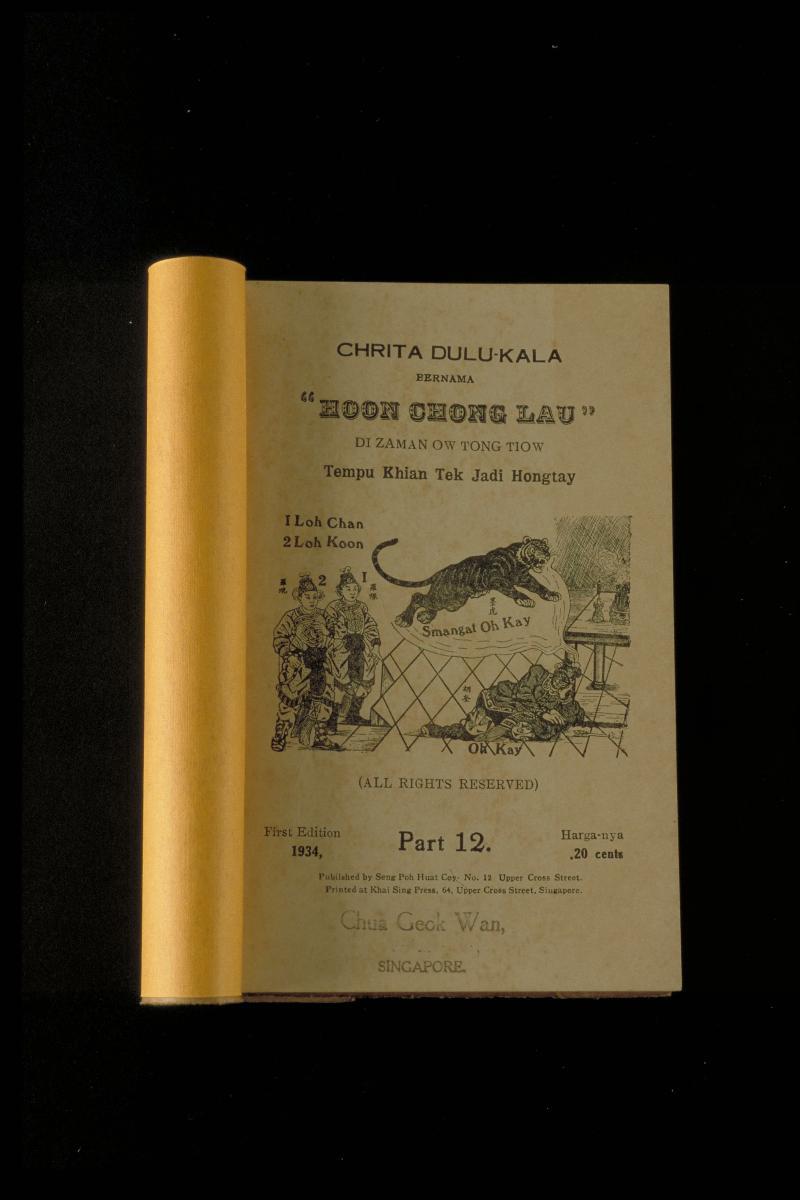 CHRITA DULU-KALA
BERNAMA
“HOON CHONG LAU”
DI ZAMAN OW TONG TIOW
Tempu Khian Tek Jadi Hongtay
1 Loh Chan
2 Loh Koon
2
1
Smangat Oh Kay
Oh Kay
(ALL RIGHTS RESERVED)
First Edition
1934,
Part 12.
Harga-nya
.20 cents
Published by Seng Poh Huat Coy.- No. 12 Upper Cross Street.
Printed at Khai Sing Press, 64, Upper Cross Street, Singapore.
Chua Geok Wan,
SINGAPORE.